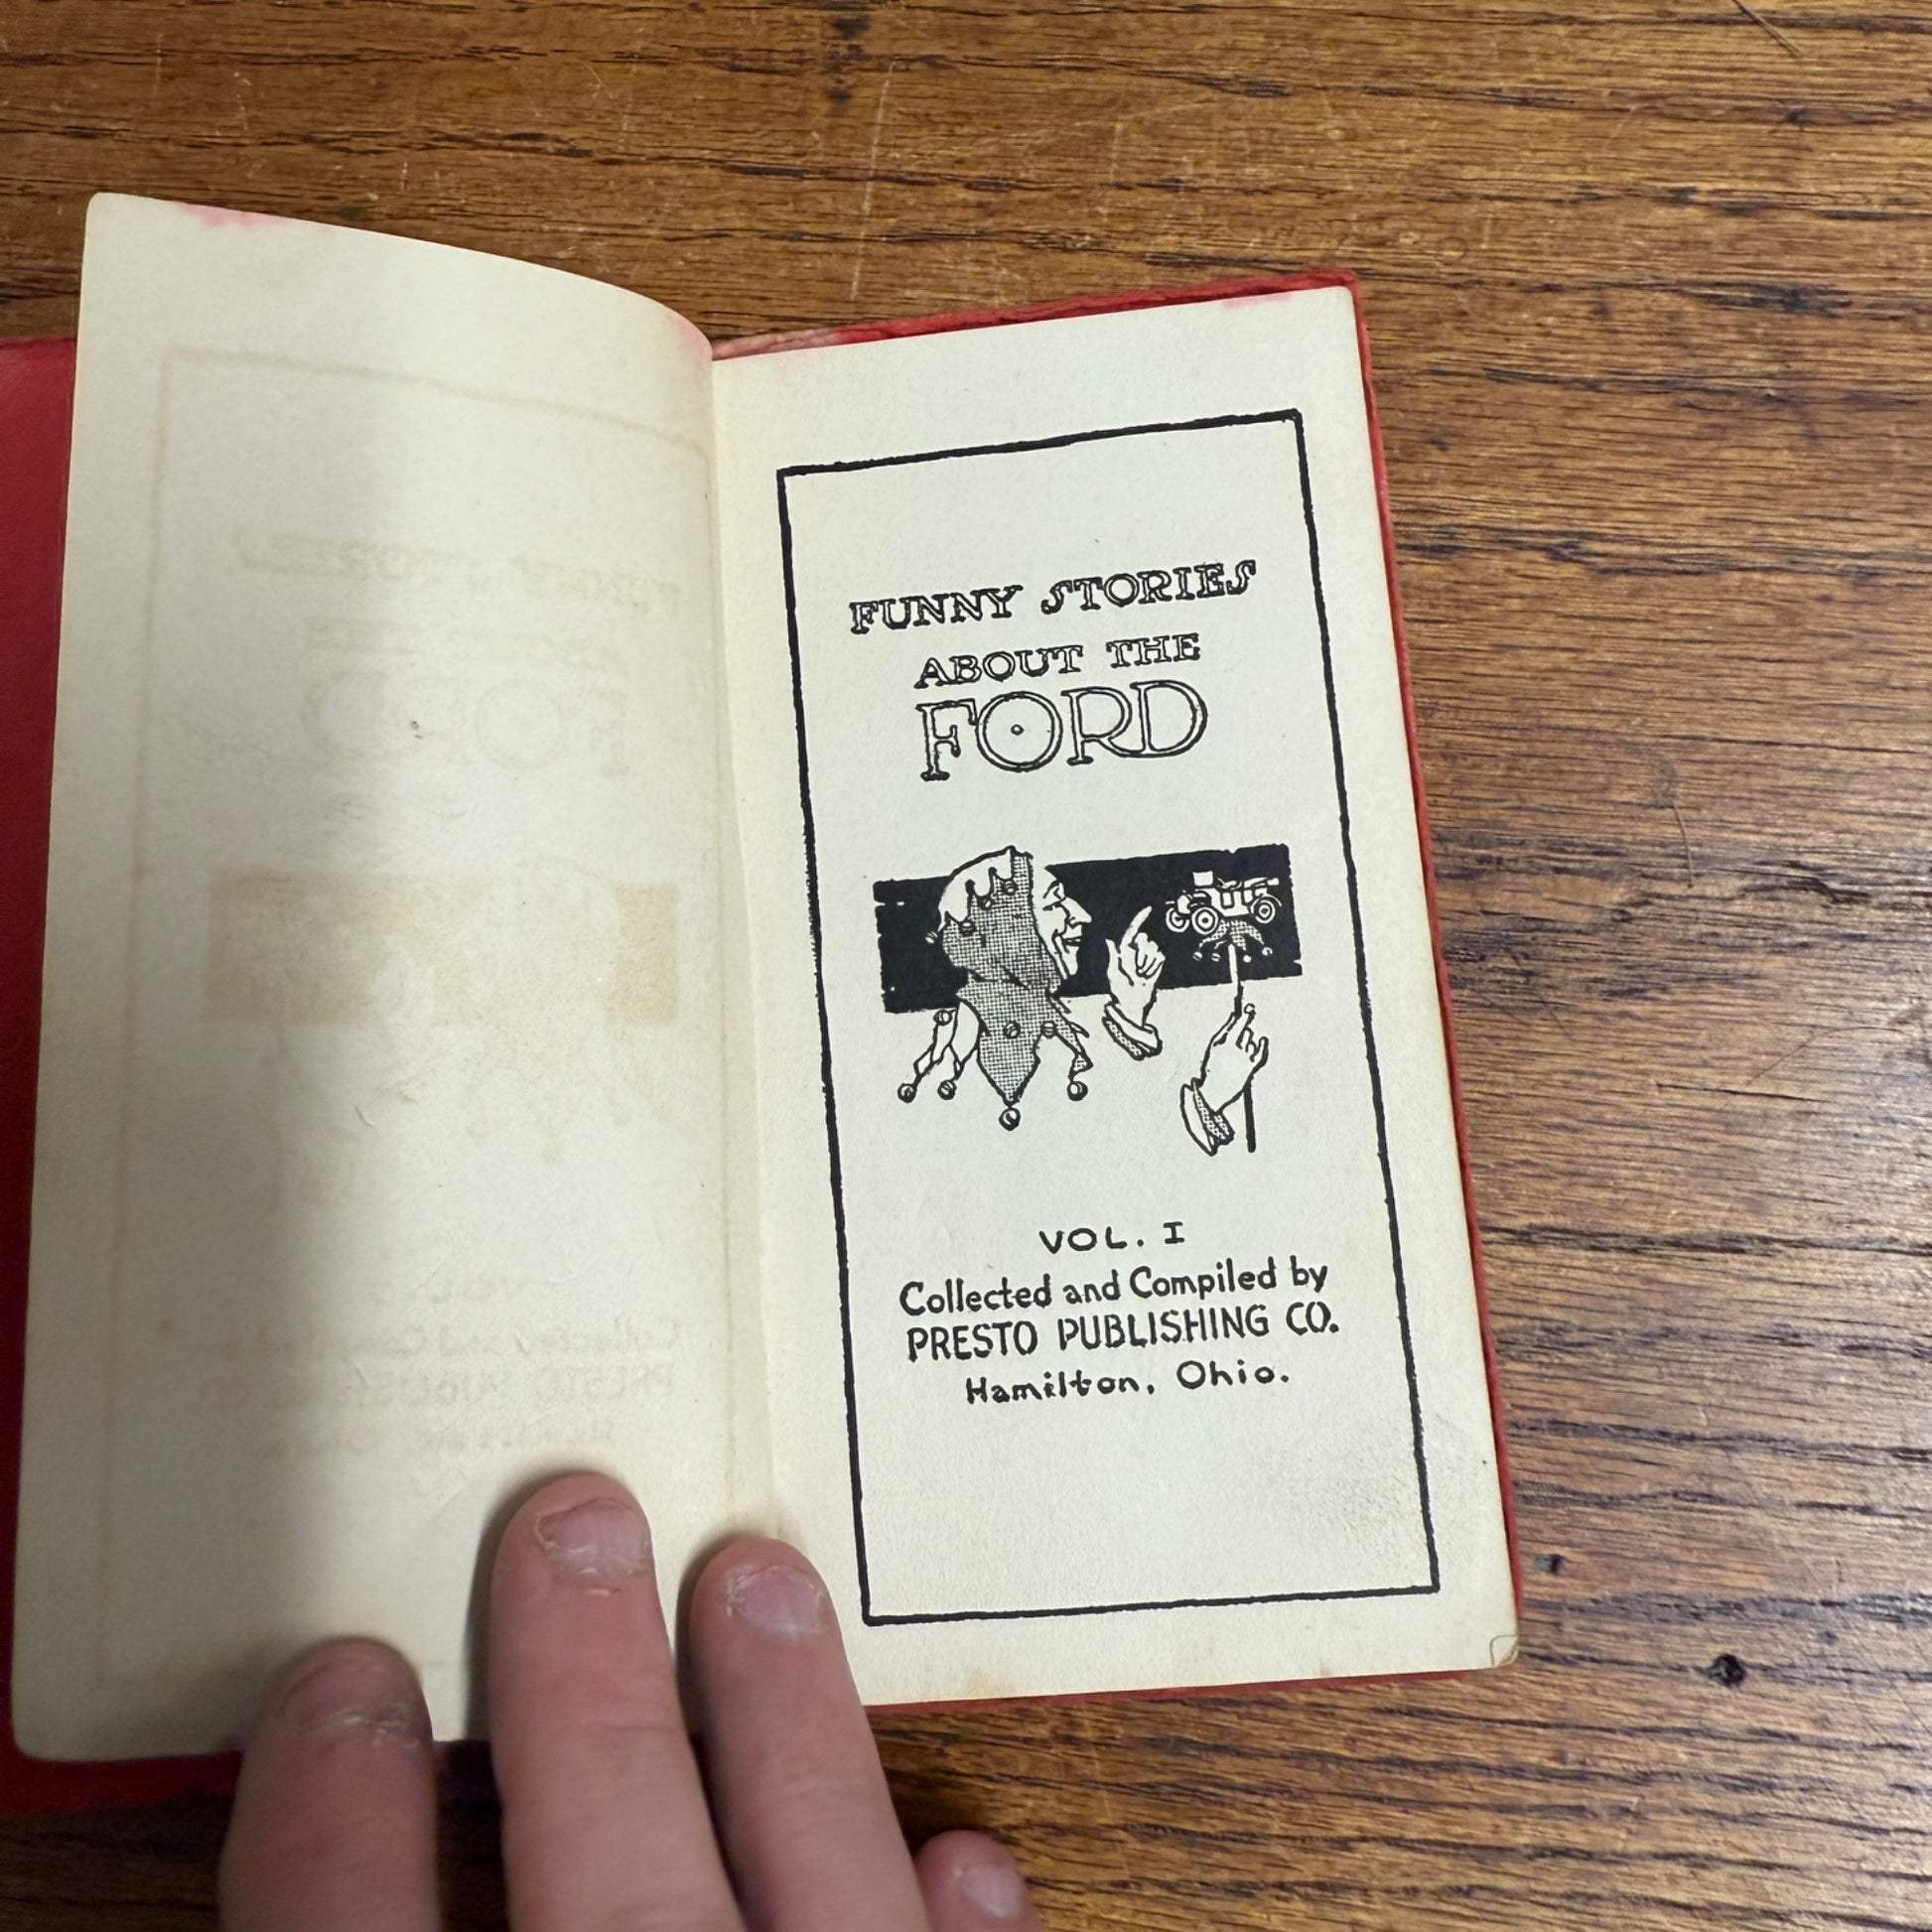 FUNNY STORIES
ABOUT THE
FORD
VOL. I
Collected and Compiled by
PRESTO PUBLISHING CO.
Hamilton, Ohio.